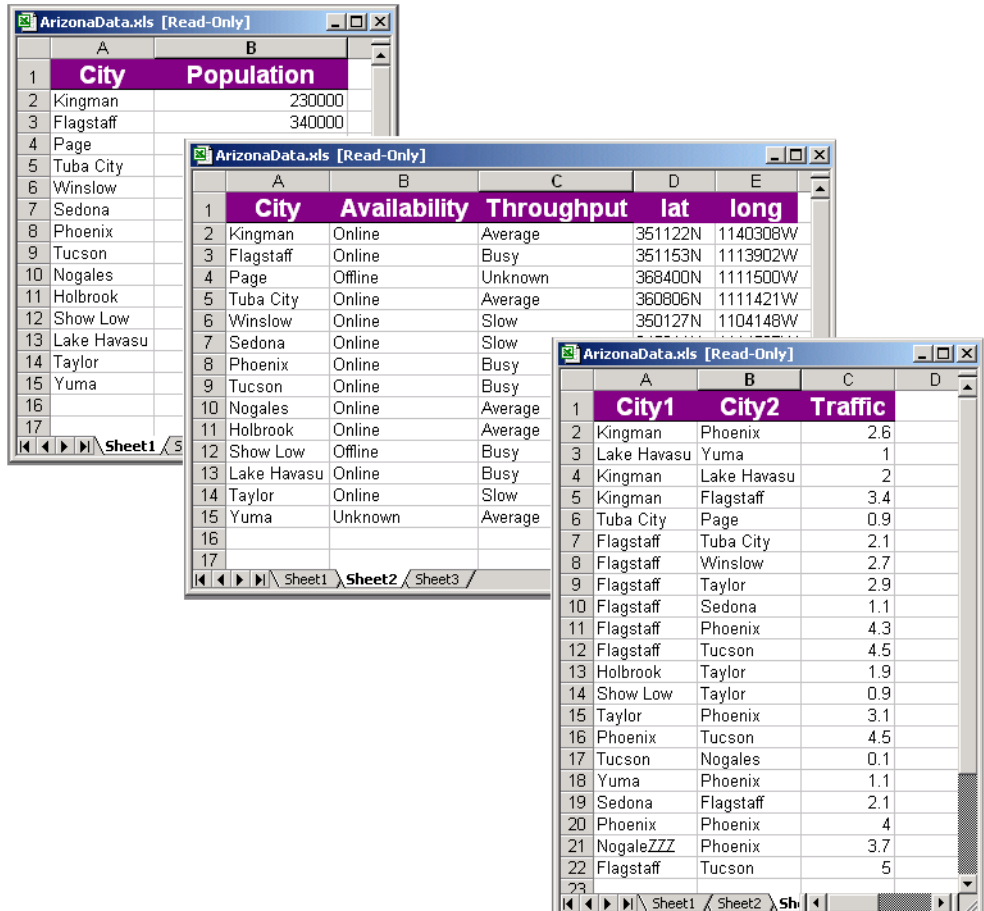 ArizonaData.xls [Read-Only]
A B
1 City Population
2 Kingman 230000
3 Flagstaff 340000
4 Page
5 Tuba City
6 Winslow
7 Sedona
8 Phoenix
9 Tucson
10 Nogales
11 Holbrook
12 Show Low
13 Lake Havasu
14 Taylor
15 Yuma
16
17
Sheet1
ArizonaData.xls [Read-Only]
A B C D E
1 City Availability Throughput lat long
2 Kingman Online Average 351122N 1140308W
3 Flagstaff Online Busy 351153N 1113902W
4 Page Offline Unknown 368400N 1111500W
5 Tuba City Online Average 360806N 1111421W
6 Winslow Online Slow 350127N 1104148W
7 Sedona Online Slow
8 Phoenix Online Busy
9 Tucson Online Busy
10 Nogales Online Average
11 Holbrook Online Average
12 Show Low Offline Busy
13 Lake Havasu Online Busy
14 Taylor Online Slow
15 Yuma Unknown Average
16
17
Sheet1 Sheet2 Sheet3
ArizonaData.xls [Read-Only]
A B C D
1 City1 City2 Traffic
2 Kingman Phoenix 2.6
3 Lake Havasu Yuma 1
4 Kingman Lake Havasu 2
5 Kingman Flagstaff 3.4
6 Tuba City Page 0.9
7 Flagstaff Tuba City 2.1
8 Flagstaff Winslow 2.7
9 Flagstaff Taylor 2.9
10 Flagstaff Sedona 1.1
11 Flagstaff Phoenix 4.3
12 Flagstaff Tucson 4.5
13 Holbrook Taylor 1.9
14 Show Low Taylor 0.9
15 Taylor Phoenix 3.1
16 Phoenix Tucson 4.5
17 Tucson Nogales 0.1
18 Yuma Phoenix 1.1
19 Sedona Flagstaff 2.1
20 Phoenix Phoenix 4
21 NogaleZZZ Phoenix 3.7
22 Flagstaff Tucson 5
23
Sheet1 Sheet2